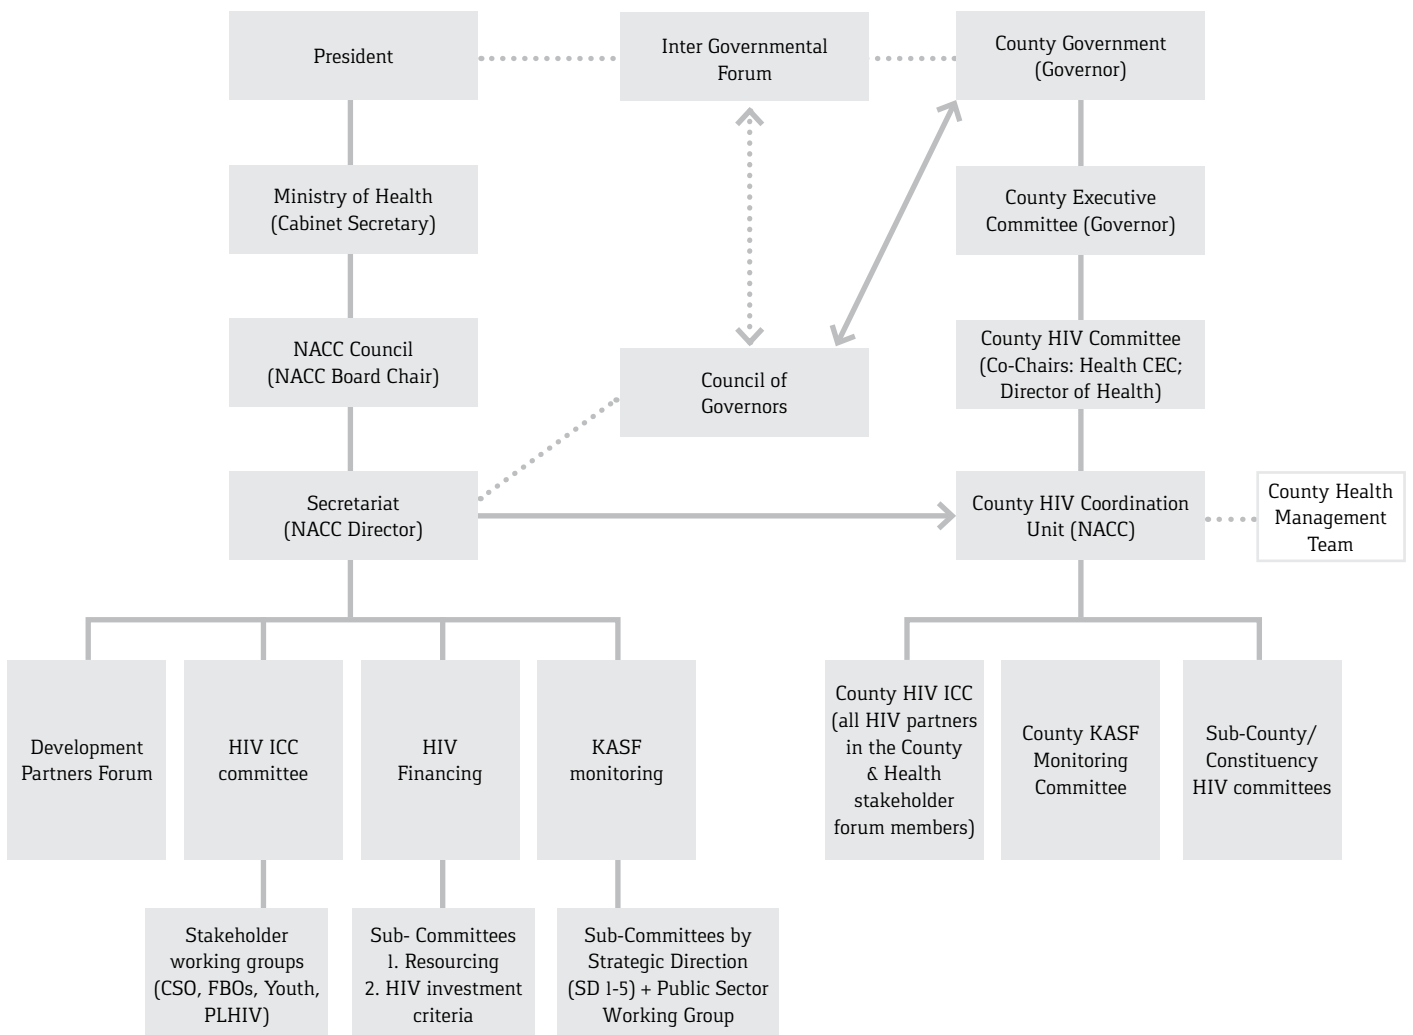 President
Inter Governmental
Forum
County Government
(Governor)
Ministry of Health
(Cabinet Secretary)
County Executive
Committee (Governor)
NACC Council
(NACC Board Chair)
Council of
Governors
County HIV Committee
(Co-Chairs: Health CEC;
Director of Health)
Secretariat
(NACC Director)
County HIV Coordination
Unit (NACC)
County Health
Management
Team
Development
Partners Forum
HIV ICC
committee
HIV
Financing
KASF
monitoring
County HIV ICC
(all HIV partners
in the County
& Health
stakeholder
forum members)
County KASF
Monitoring
Committee
Sub-County/
Constituency
HIV committees
Stakeholder
working groups
(CSO, FBOs, Youth,
PLHIV)
Sub- Committees
1. Resourcing
2. HIV investment
criteria
Sub-Committees by
Strategic Direction
(SD 1-5) + Public Sector
Working Group